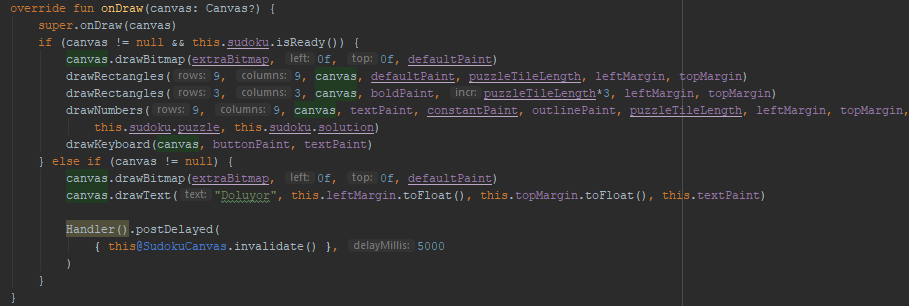 override fun onDraw(canvas: Canvas?) {
super.onDraw(canvas)
if (canvas != null && this.sudoku.isReady()) {
canvas.drawBitmap(extraBitmap, left: 0f, top: 0f, defaultPaint)
drawRectangles( rows: 9, columns: 9, canvas, defaultPaint, puzzleTileLength, leftMargin, topMargin)
drawRectangles( rows: 3, columns: 3, canvas, boldPaint, incr: puzzleTileLength*3, leftMargin, topMargin)
drawNumbers( rows: 9, columns: 9, canvas, textPaint, constantPaint, outlinePaint, puzzleTileLength, leftMargin, topMargin,
this.sudoku.puzzle, this.sudoku.solution)
drawKeyboard(canvas, buttonPaint, textPaint)
} else if (canvas != null) {
canvas.drawBitmap(extraBitmap, left: 0f, top: 0f, defaultPaint)
canvas.drawText( text: "Doluyor", this.leftMargin.toFloat(), this.topMargin.toFloat(), this.textPaint)
Handler().postDelayed(
{ this@SudokuCanvas.invalidate() }, delayMillis: 5000
)
}
}